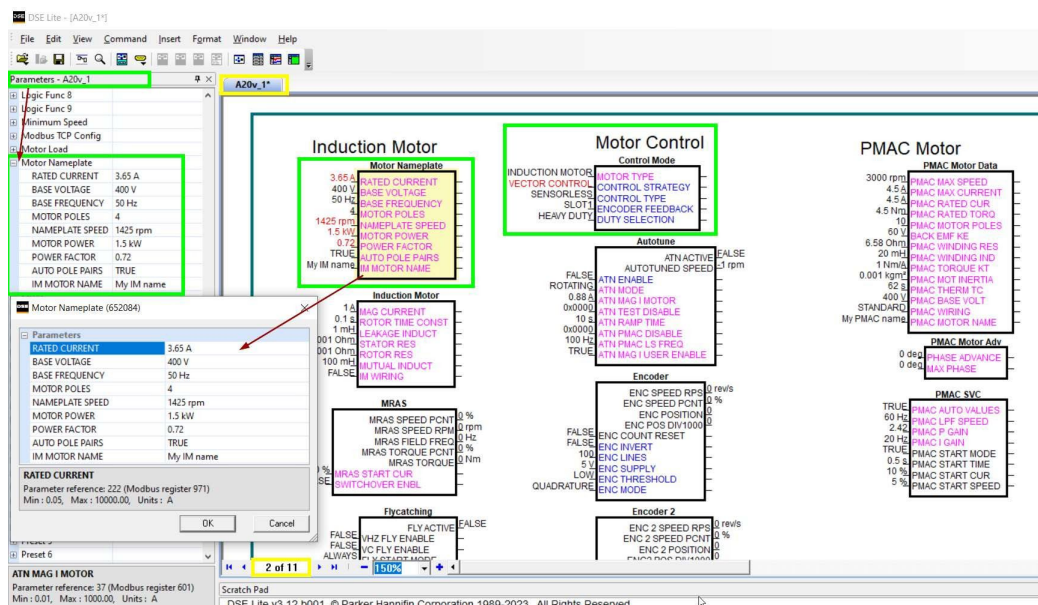 DSE Lite - [A20v_1*]
File Edit View Command Insert Format Window Help
Parameters - A20v_1
A20v_1*
Logic Func 8
Logic Func 9
Minimum Speed
Modbus TCP Config
Motor Load
Motor Nameplate
RATED CURRENT 3.65 A
BASE VOLTAGE 400 V
BASE FREQUENCY 50 Hz
MOTOR POLES 4
NAMEPLATE SPEED 1425 rpm
MOTOR POWER 1.5 kW
POWER FACTOR 0.72
AUTO POLE PAIRS TRUE
IM MOTOR NAME My IM name
Motor Nameplate (652084)
Parameters
RATED CURRENT 3.65 A
BASE VOLTAGE 400 V
BASE FREQUENCY 50 Hz
MOTOR POLES 4
NAMEPLATE SPEED 1425 rpm
MOTOR POWER 1.5 kW
POWER FACTOR 0.72
AUTO POLE PAIRS TRUE
IM MOTOR NAME My IM name
RATED CURRENT
Parameter reference: 222 (Modbus register 971)
Min : 0.05, Max : 10000.00, Units : A
OK Cancel
Preset 6
ATN MAG I MOTOR
Parameter reference: 37 (Modbus register 601)
Min : 0.01, Max : 1000.00, Units : A
Induction Motor
Motor Nameplate
3.65 A RATED CURRENT
400 V BASE VOLTAGE
50 Hz BASE FREQUENCY
4 MOTOR POLES
1425 rpm NAMEPLATE SPEED
1.5 kW MOTOR POWER
0.72 POWER FACTOR
TRUE AUTO POLE PAIRS
My IM name IM MOTOR NAME
Induction Motor
1 A MAG CURRENT
0.1 s ROTOR TIME CONST
1 mH LEAKAGE INDUCT
001 Ohm STATOR RES
001 Ohm ROTOR RES
100 mH MUTUAL INDUCT
FALSE IM WIRING
MRAS
MRAS SPEED PCNT 0 %
MRAS SPEED RPM 0 rpm
MRAS FIELD FREQ 0 Hz
MRAS TORQUE PCNT 0 %
MRAS TORQUE 0 Nm
0 % MRAS START CUR
SE SWITCHOVER ENBL
Flycatching
FLY ACTIVE FALSE
FALSE VHZ FLY ENABLE
FALSE VC FLY ENABLE
ALWAYS FLY START MODE
Motor Control
Control Mode
INDUCTION MOTOR MOTOR TYPE
VECTOR CONTROL CONTROL STRATEGY
SENSORLESS CONTROL TYPE
SLOT1 ENCODER FEEDBACK
HEAVY DUTY DUTY SELECTION
Autotune
ATN ACTIVE FALSE
AUTOTUNED SPEED -1 rpm
FALSE ATN ENABLE
ROTATING ATN MODE
0.88 A ATN MAG I MOTOR
0x0000 ATN TEST DISABLE
10 s ATN RAMP TIME
0x0000 ATN PMAC DISABLE
100 Hz ATN PMAC LS FREQ
TRUE ATN MAG I USER ENABLE
Encoder
ENC SPEED RPS 0 rev/s
ENC SPEED PCNT 0 %
ENC POSITION 0
ENC POS DIV1000 0
FALSE ENC COUNT RESET
FALSE ENC INVERT
100 ENC LINES
5 V ENC SUPPLY
LOW ENC THRESHOLD
QUADRATURE ENC MODE
Encoder 2
ENC 2 SPEED RPS 0 rev/s
ENC 2 SPEED PCNT 0 %
ENC 2 POSITION 0
ENC2 POS DIV1000 0
PMAC Motor
PMAC Motor Data
3000 rpm PMAC MAX SPEED
4.5 A PMAC MAX CURRENT
4.5 A PMAC RATED CUR
4.5 Nm PMAC RATED TORQ
10 PMAC MOTOR POLES
60 V BACK EMF KE
6.58 Ohm PMAC WINDING RES
20 mH PMAC WINDING IND
1 Nm/A PMAC TORQUE KT
0.001 kgm² PMAC MOT INERTIA
62 s PMAC THERM TC
400 V PMAC BASE VOLT
STANDARD PMAC WIRING
My PMAC name PMAC MOTOR NAME
PMAC Motor Adv
0 deg PHASE ADVANCE
0 deg MAX PHASE
PMAC SVC
TRUE PMAC AUTO VALUES
60 Hz PMAC LPF SPEED
2.42 PMAC P GAIN
20 Hz PMAC I GAIN
TRUE PMAC START MODE
0.5 s PMAC START TIME
10 % PMAC START CUR
5 % PMAC START SPEED
2 of 11 150%
Scratch Pad
DSE Lite v3.12 b001 © Parker Hannifin Corporation 1989-2023 All Rights Reserved